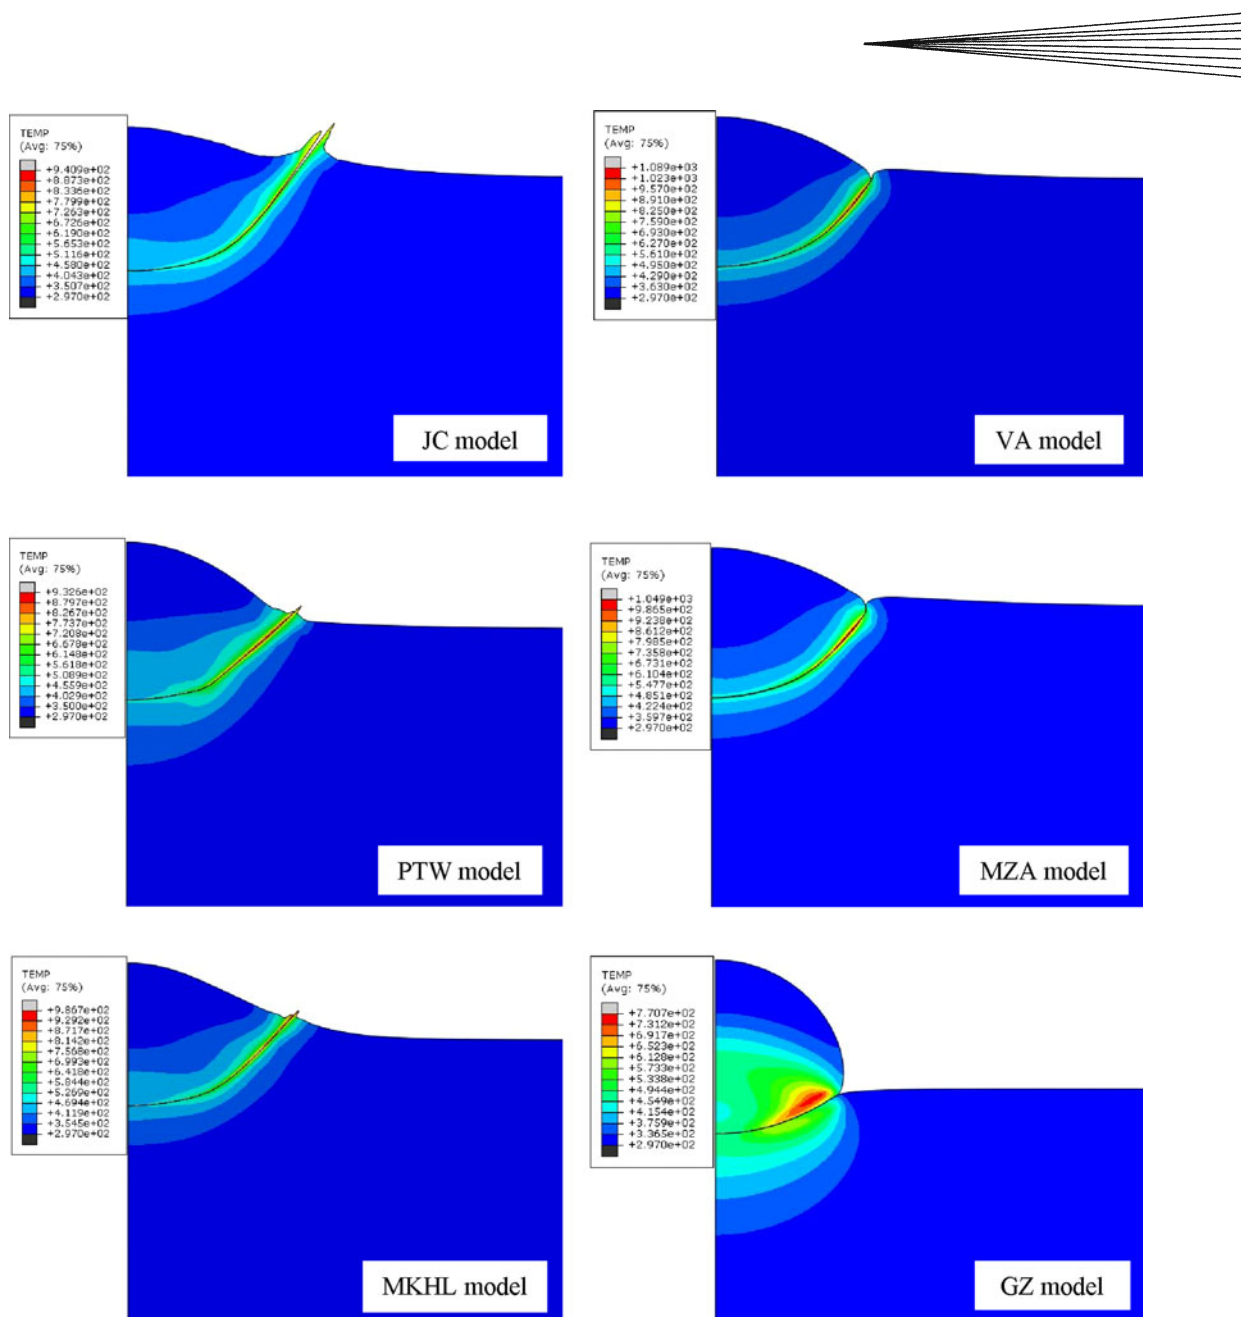 TEMP
(Avg: 75%)
+9.409e+02
+8.873e+02
+8.336e+02
+7.799e+02
+7.263e+02
+6.726e+02
+6.190e+02
+5.653e+02
+5.116e+02
+4.580e+02
+4.043e+02
+3.507e+02
+2.970e+02
JC model
TEMP
(Avg: 75%)
+1.089e+03
+1.023e+03
+9.570e+02
+8.910e+02
+8.250e+02
+7.590e+02
+6.930e+02
+6.270e+02
+5.610e+02
+4.950e+02
+4.290e+02
+3.630e+02
+2.970e+02
VA model
TEMP
(Avg: 75%)
+9.326e+02
+8.797e+02
+8.267e+02
+7.737e+02
+7.208e+02
+6.678e+02
+6.148e+02
+5.618e+02
+5.089e+02
+4.559e+02
+4.029e+02
+3.500e+02
+2.970e+02
PTW model
TEMP
(Avg: 75%)
+1.049e+03
+9.865e+02
+9.238e+02
+8.612e+02
+7.985e+02
+7.358e+02
+6.731e+02
+6.104e+02
+5.477e+02
+4.851e+02
+4.224e+02
+3.597e+02
+2.970e+02
MZA model
TEMP
(Avg: 75%)
+9.867e+02
+9.292e+02
+8.717e+02
+8.142e+02
+7.568e+02
+6.993e+02
+6.418e+02
+5.844e+02
+5.269e+02
+4.694e+02
+4.119e+02
+3.545e+02
+2.970e+02
MKHL model
TEMP
(Avg: 75%)
+7.707e+02
+7.312e+02
+6.917e+02
+6.523e+02
+6.128e+02
+5.733e+02
+5.338e+02
+4.944e+02
+4.549e+02
+4.154e+02
+3.759e+02
+3.365e+02
+2.970e+02
GZ model